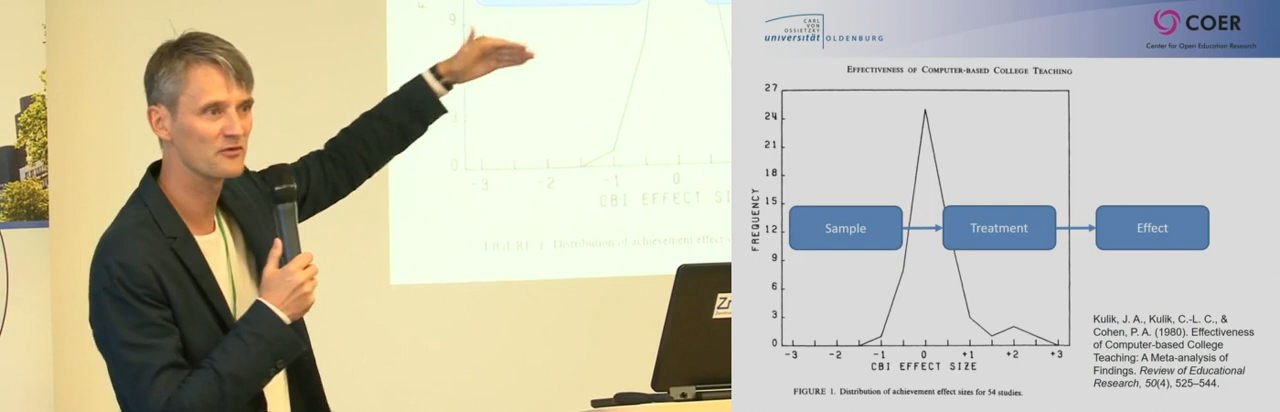 9
3
0
-3 -2 -1 0
CBI EFFECT SI
FIGURE 1. Distribution of achievement effect
Zn
CARL
VON
OSSIETZKY
universität OLDENBURG
COER
Center for Open Education Research
EFFECTIVENESS OF COMPUTER-BASED COLLEGE TEACHING
27
24
21
18
15
12
9
6
3
0
FREQUENCY
Sample
Treatment
Effect
-3 -2 -1 0 +1 +2 +3
CBI EFFECT SIZE
FIGURE 1. Distribution of achievement effect sizes for 54 studies.
Kulik, J. A., Kulik, C.-L. C., &
Cohen, P. A. (1980). Effectiveness
of Computer-based College
Teaching: A Meta-analysis of
Findings. Review of Educational
Research, 50(4), 525–544.